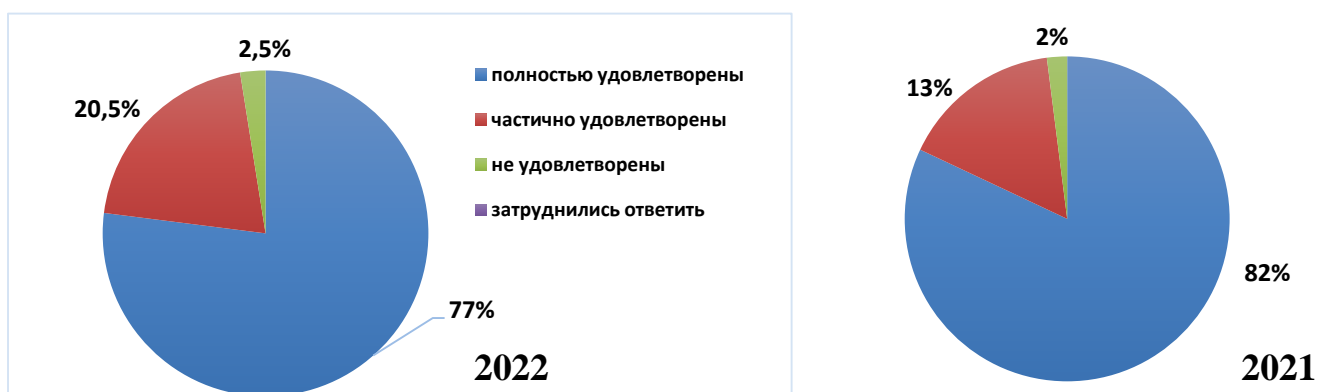 2,5%
20,5%
77%
полностью удовлетворены
частично удовлетворены
не удовлетворены
затруднились ответить
2022
2%
13%
82%
2021